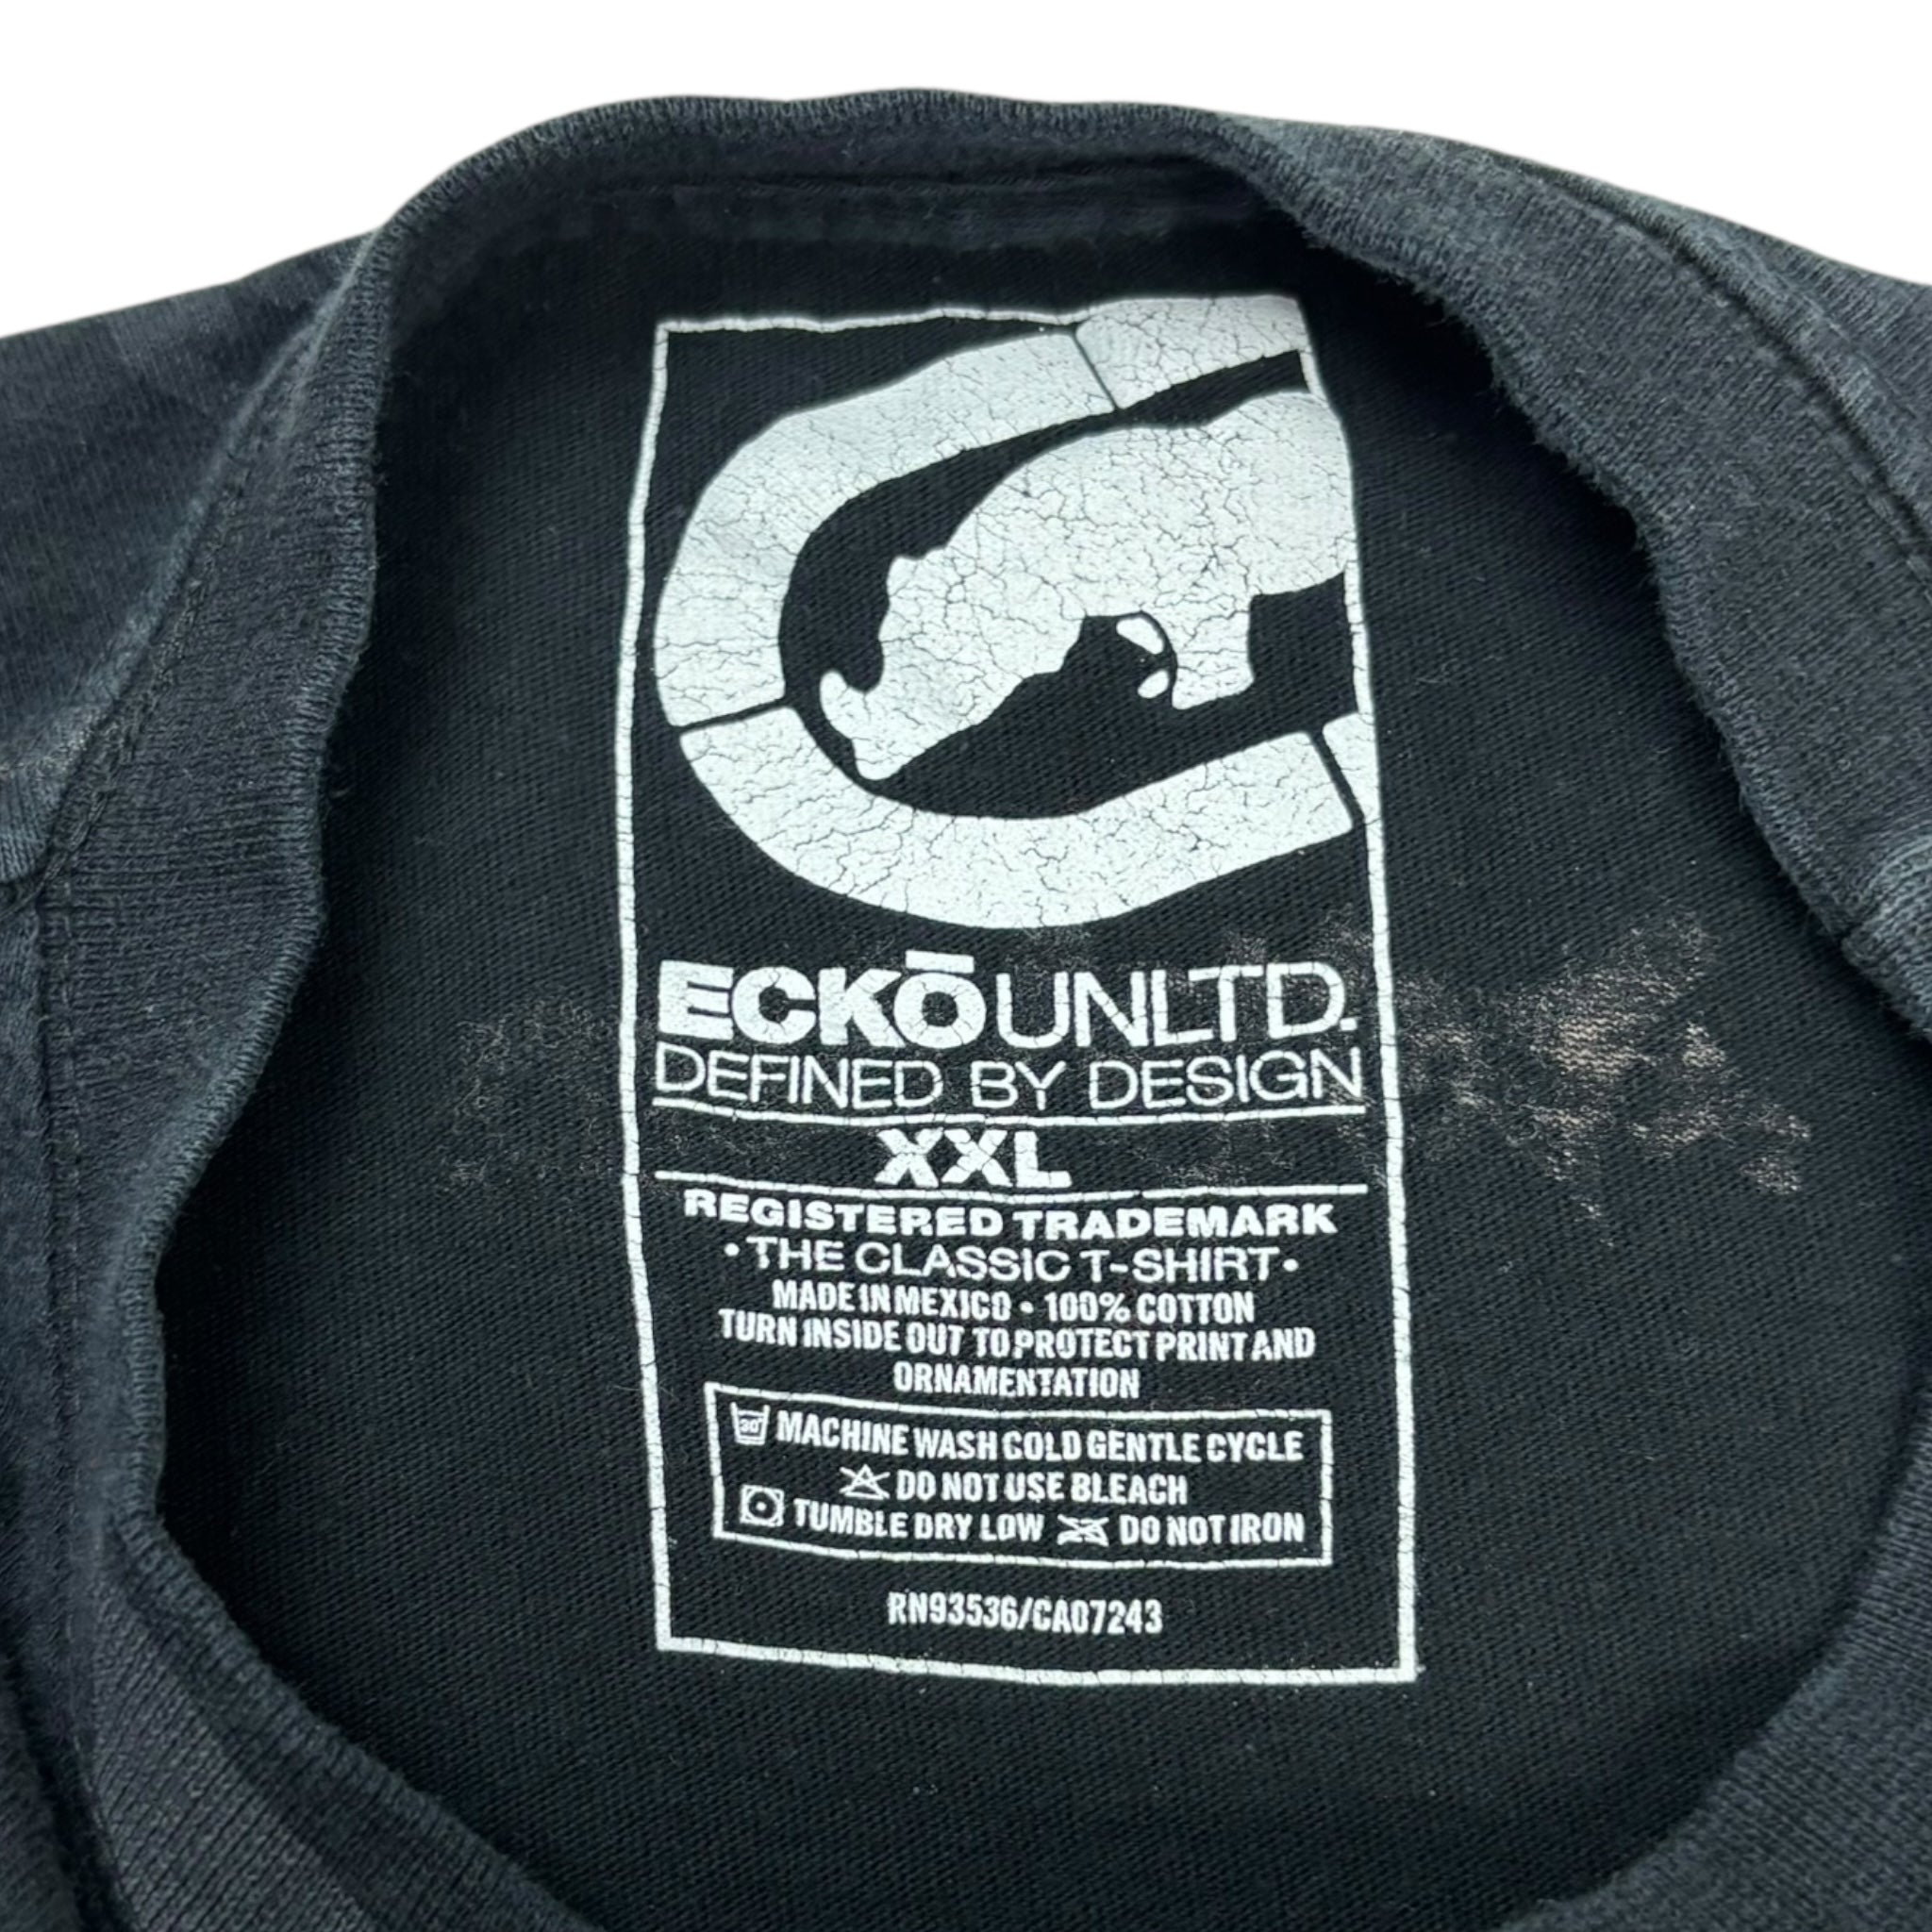 ECKŌ UNLTD.
DEFINED BY DESIGN
XXL
REGISTERED TRADEMARK
•THE CLASSIC T-SHIRT•
MADE IN MEXICO • 100% COTTON
TURN INSIDE OUT TO PROTECT PRINT AND
ORNAMENTATION
30° MACHINE WASH COLD GENTLE CYCLE
DO NOT USE BLEACH
TUMBLE DRY LOW DO NOT IRON
RN93536/CA07243